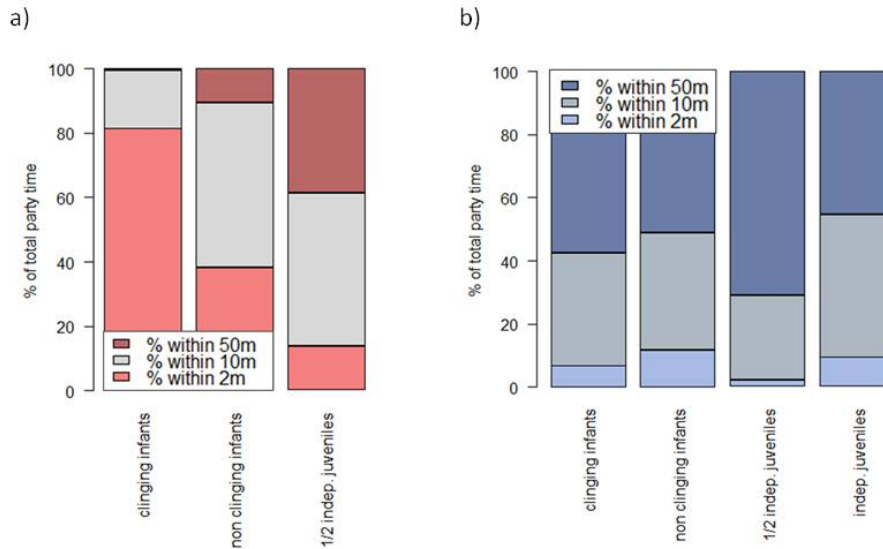 a)
100
80
60
40
20
0
% of total party time
% within 50m
% within 10m
% within 2m
clinging infants
non clinging infants
1/2 indep. juveniles
b)
100
80
60
40
20
0
% of total party time
% within 50m
% within 10m
% within 2m
clinging infants
non clinging infants
1/2 indep. juveniles
indep. juveniles